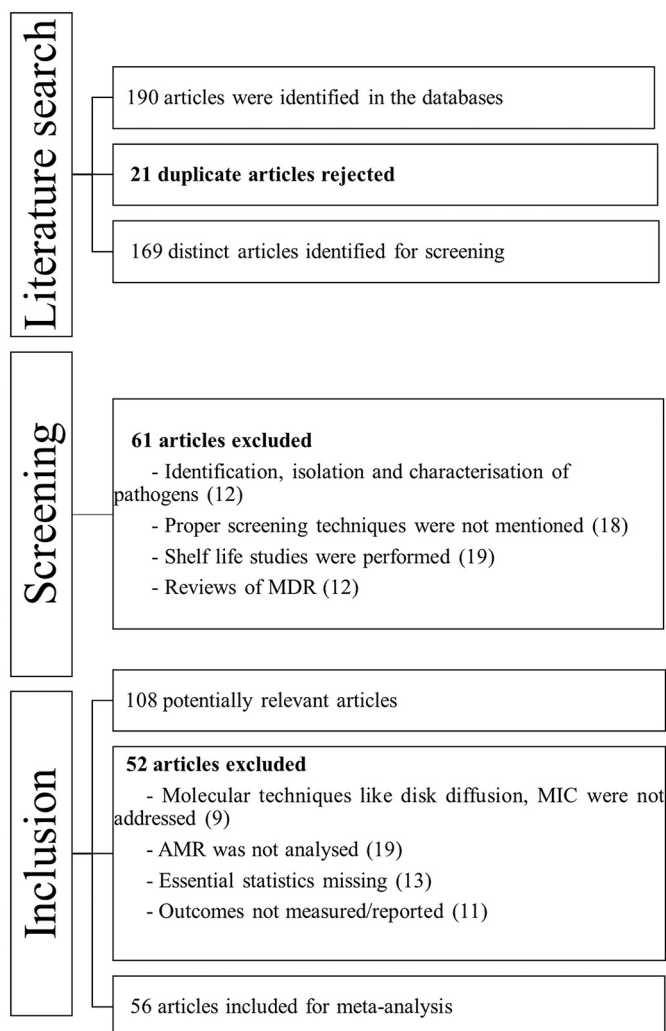 Literature search
190 articles were identified in the databases
21 duplicate articles rejected
169 distinct articles identified for screening
Screening
61 articles excluded
- Identification, isolation and characterisation of
pathogens (12)
- Proper screening techniques were not mentioned (18)
- Shelf life studies were performed (19)
- Reviews of MDR (12)
Inclusion
108 potentially relevant articles
52 articles excluded
- Molecular techniques like disk diffusion, MIC were not
addressed (9)
- AMR was not analysed (19)
- Essential statistics missing (13)
- Outcomes not measured/reported (11)
56 articles included for meta-analysis